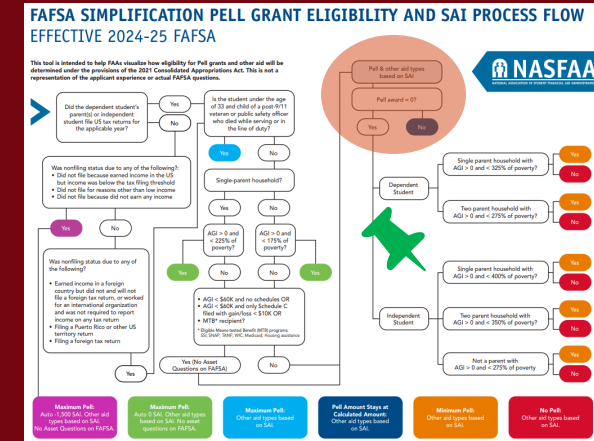 FAFSA SIMPLIFICATION PELL GRANT ELIGIBILITY AND SAI PROCESS FLOW
EFFECTIVE 2024-25 FAFSA
This tool is intended to help FAAs visualize how eligibility for Pell grants and other aid will be
determined under the provisions of the 2021 Consolidated Appropriations Act. This is not a
representation of the applicant experience or actual FAFSA questions.
NASFAA
Did the dependent student's
parent(s) or independent
student file US tax returns for
the applicable year?
Yes
No
Was nonfiling status due to any of the following?:
• Did not file because earned income in the US
but income was below the tax filing threshold
• Did not file for reasons other than low income
• Did not file because did not earn any income
Yes
No
Was nonfiling status due to any of
the following?
• Earned income in a foreign
country but did not and will not
file a foreign tax return, or worked
for an international organization
and was not required to report
income on any tax return
• Filing a Puerto Rico or other US
territory return
• Filing a foreign tax return
Yes
Is the student under the age
of 33 and child of a post-9/11
veteran or public safety officer
who died while serving or in
the line of duty?
Yes
No
Single-parent household?
Yes
No
AGI > 0 and
< 225% of
poverty?
AGI > 0 and
< 175% of
poverty?
Yes
No
No
Yes
• AGI < $60K and no schedules OR
• AGI < $60K and only Schedule C
filed with gain/loss < $10K OR
• MTB* recipient?
* Eligible Means-tested Benefit (MTB) programs:
SSI, SNAP, TANF, WIC, Medicaid, Housing assistance
Yes (No Asset
Questions on FAFSA)
No
Pell & other aid types
based on SAI
Pell award = 0?
Yes
No
Dependent
Student
Single parent household with
AGI > 0 and < 325% of poverty?
Yes
No
Two parent household with
AGI > 0 and < 275% of poverty?
Yes
No
Independent
Student
Single parent household with
AGI > 0 and < 400% of poverty?
Yes
No
Two parent household with
AGI > 0 and < 350% of poverty?
Yes
No
Not a parent with
AGI > 0 and < 275% of poverty
Yes
No
Maximum Pell:
Auto -1,500 SAI. Other aid
types based on SAI.
No Asset Questions on FAFSA
Maximum Pell:
Auto 0 SAI. Other aid types
based on SAI. No asset
questions on FAFSA.
Maximum Pell:
Other aid types based
on SAI.
Pell Amount Stays at
Calculated Amount:
Other aid types based
on SAI.
Minimum Pell:
Other aid types based
on SAI.
No Pell:
Other aid types based
on SAI.